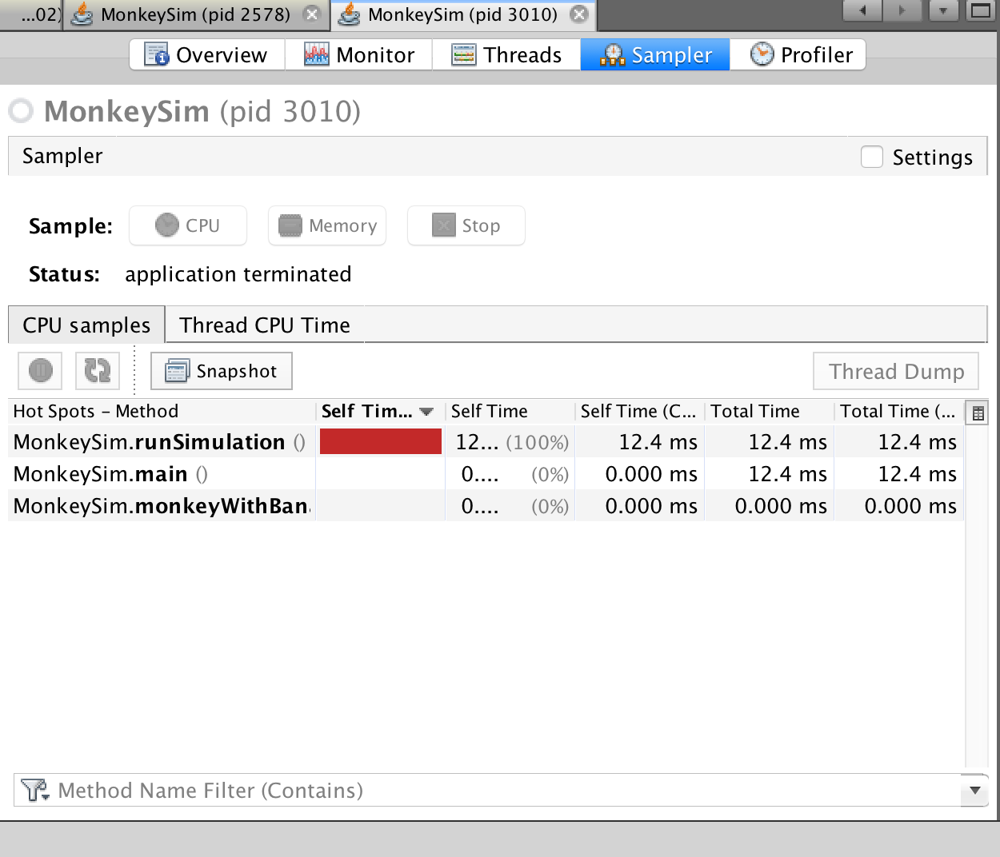 ...02) MonkeySim (pid 2578) MonkeySim (pid 3010)
Overview Monitor Threads Sampler Profiler
MonkeySim (pid 3010)
Sampler Settings
Sample: CPU Memory Stop
Status: application terminated
CPU samples Thread CPU Time
Snapshot Thread Dump
Hot Spots – Method Self Tim... Self Time Self Time (C... Total Time Total Time (...
MonkeySim.runSimulation () 12... (100%) 12.4 ms 12.4 ms 12.4 ms
MonkeySim.main () 0.... (0%) 0.000 ms 12.4 ms 12.4 ms
MonkeySim.monkeyWithBan 0.... (0%) 0.000 ms 0.000 ms 0.000 ms
Method Name Filter (Contains)